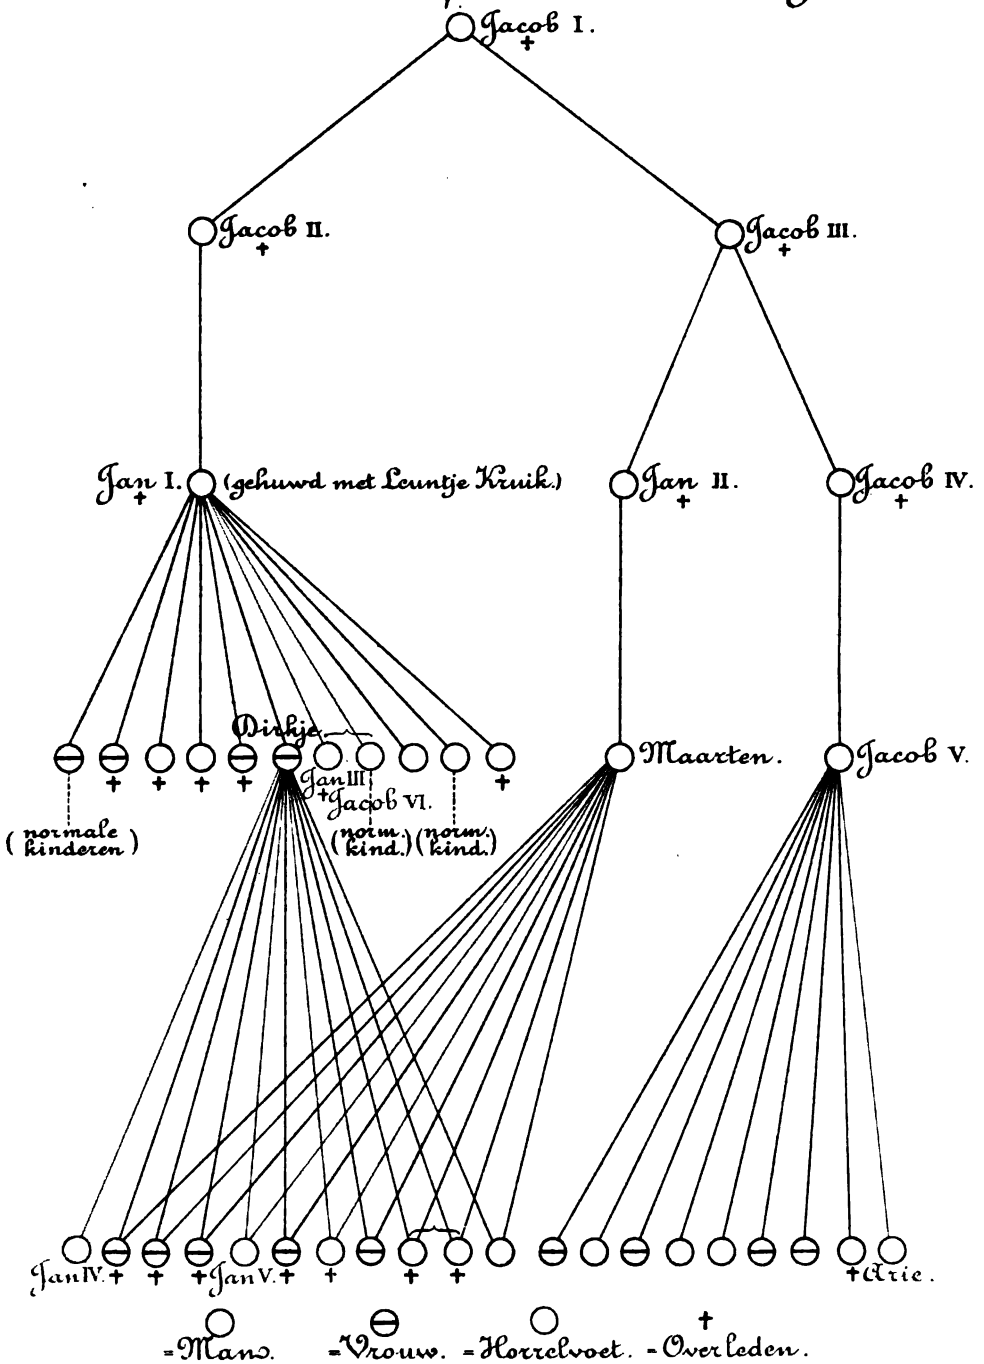 Jacob I.
†
Jacob II.
†
Jacob III.
†
Jan I.
†
(gehuwd met Leuntje Kruik.)
Jan II.
†
Jacob IV.
†
Dirkje.
† † † † †
Maarten.
Jacob V.
Jan III
†
Jacob VI.
(normale
kinderen)
(norm.
kind.)
(norm.
kind.)
Jan IV. † † † Jan V. † † † † † Arie.
†
= Man. = Vrouw. = Horrelvoet. = Overleden.